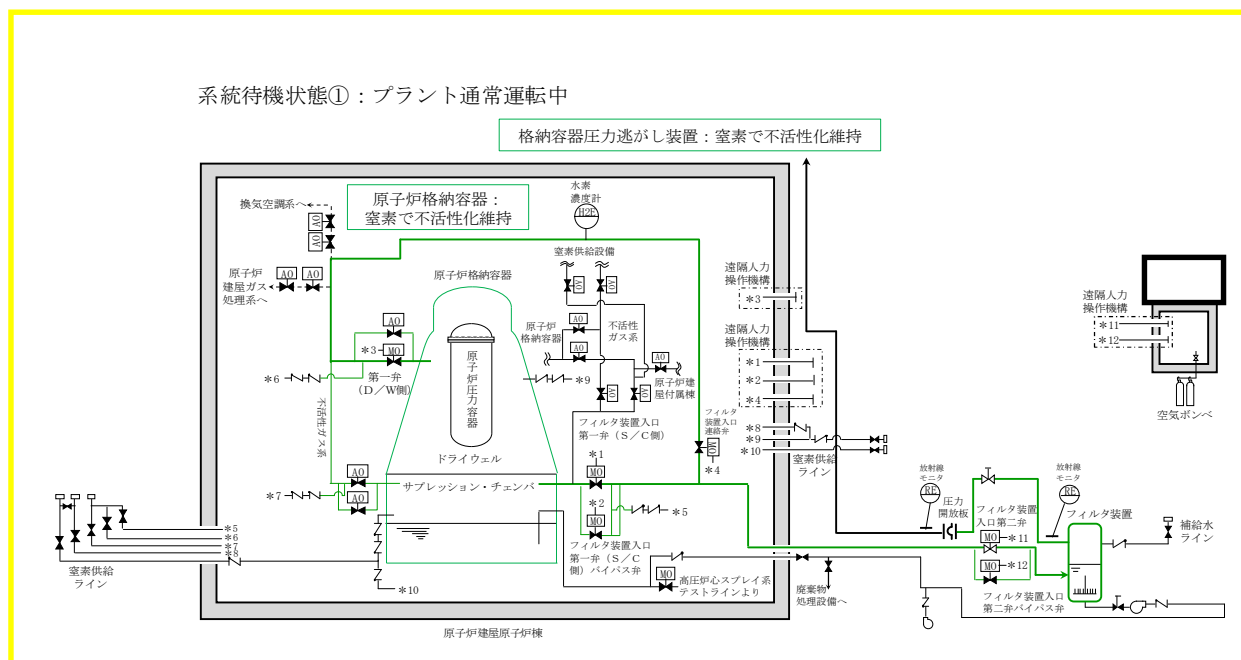 系統待機状態①：プラント通常運転中
格納容器圧力逃がし装置：窒素で不活性化維持
水素
濃度計
H2E
原子炉格納容器：
窒素で不活性化維持
換気空調系へ
AO
AO
窒素供給設備
遠隔人力
操作機構
＊3
原子炉
建屋ガス
処理系へ
AO
AO
原子炉格納容器
AO
AO
遠隔人力
操作機構
＊11
＊12
空気ボンベ
原子炉
格納容器
AO
AO
不活性
ガス系
AO
原子炉建
屋付属棟
AO
AO
遠隔人力
操作機構
＊1
＊2
＊4
AO
＊3
MO
第一弁
（D／W側）
＊6
原子炉圧力容器
＊9
不活性ガス系
フィルタ装置入口
第一弁（S／C側）
フィルタ
装置入口
連絡弁
MO
＊4
＊8
＊9
＊10
窒素供給
ライン
ドライウェル
＊1
MO
AO
＊7
AO
サプレッション・チェンバ
＊2
MO
＊5
フィルタ装置入口
第一弁（S／C
側）バイパス弁
放射線
モニタ
RE
圧力
開放板
放射線
モニタ
RE
フィルタ装置
入口第二弁
MO
＊11
フィルタ装置
補給水
ライン
MO
＊12
フィルタ装置入口
第二弁バイパス弁
＊5
＊6
＊7
＊8
窒素供給
ライン
＊10
MO
高圧炉心スプレイ系
テストラインより
廃棄物
処理設備へ
原子炉建屋原子炉棟